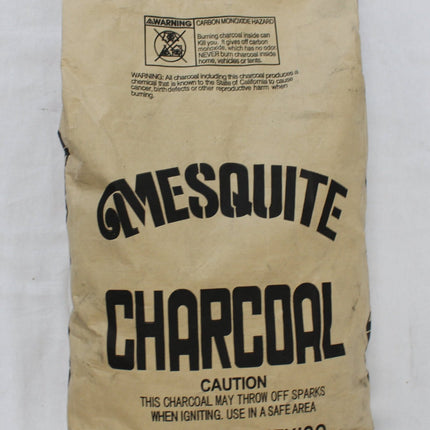 ⚠WARNING CARBON MONOXIDE HAZARD
Burning charcoal inside can
Kill you. It gives off carbon
monoxide, which has no odor.
NEVER burn charcoal inside
home, vehicles or tents.
WARNING: All charcoal including this charcoal produces a
chemical that is known to the State of California to cause
cancer, birth defects or other reproductive harm when
burning.
MESQUITE
CHARCOAL
CAUTION
THIS CHARCOAL MAY THROW OFF SPARKS
WHEN IGNITING. USE IN A SAFE AREA